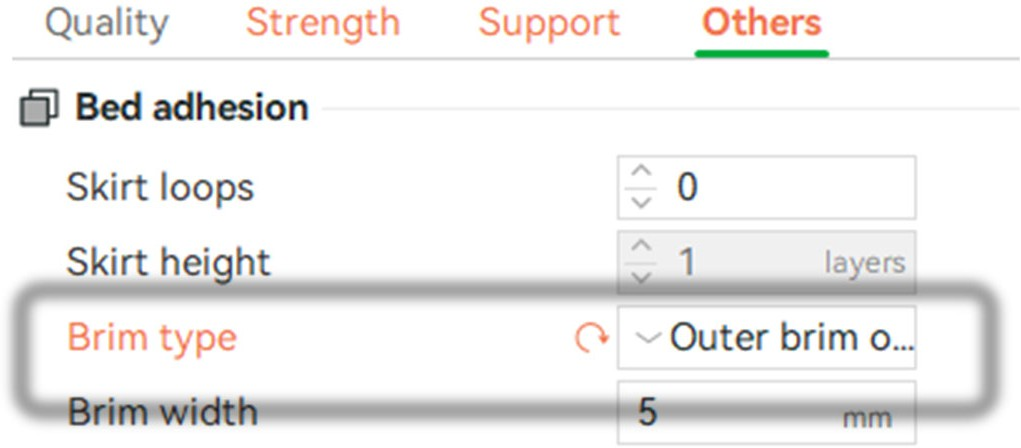 Quality Strength Support Others
Bed adhesion
Skirt loops 0
Skirt height 1 layers
Brim type Outer brim o...
Brim width 5 mm